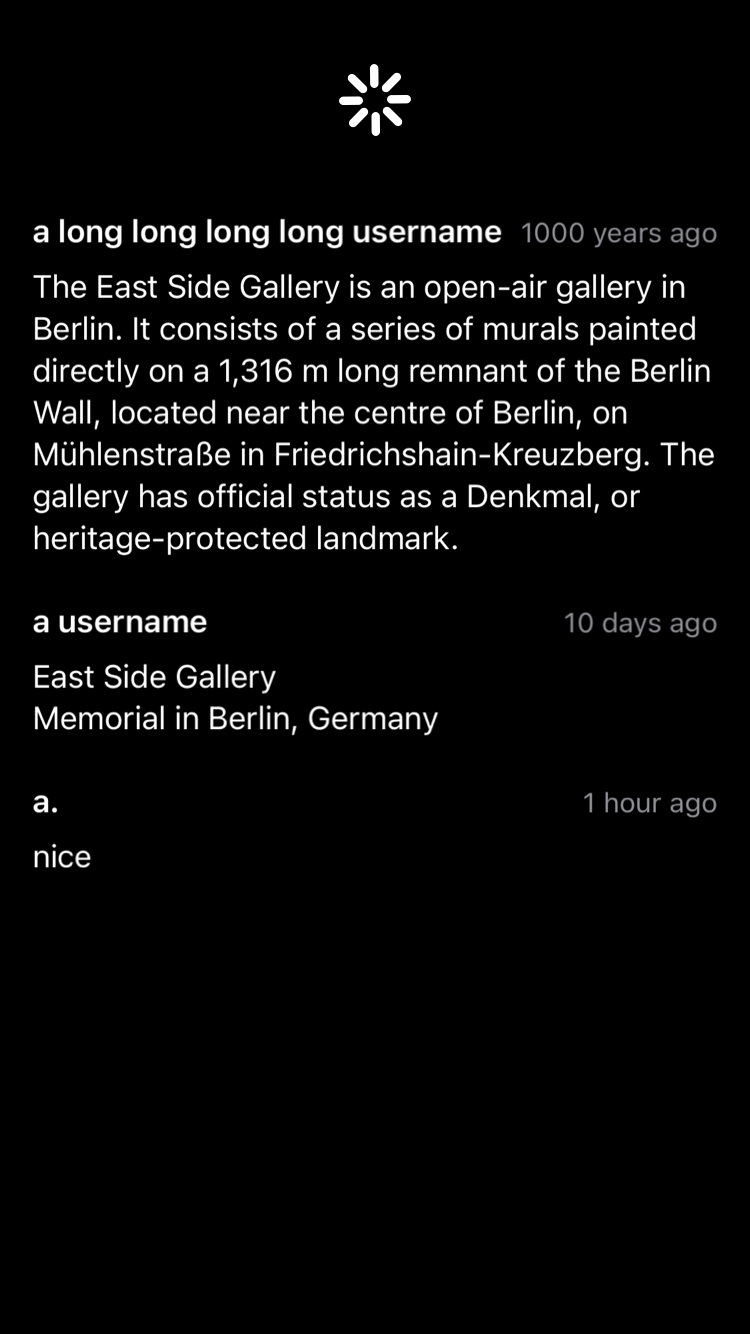 a long long long long username 1000 years ago
The East Side Gallery is an open-air gallery in
Berlin. It consists of a series of murals painted
directly on a 1,316 m long remnant of the Berlin
Wall, located near the centre of Berlin, on
Mühlenstraße in Friedrichshain-Kreuzberg. The
gallery has official status as a Denkmal, or
heritage-protected landmark.
a username 10 days ago
East Side Gallery
Memorial in Berlin, Germany
a. 1 hour ago
nice